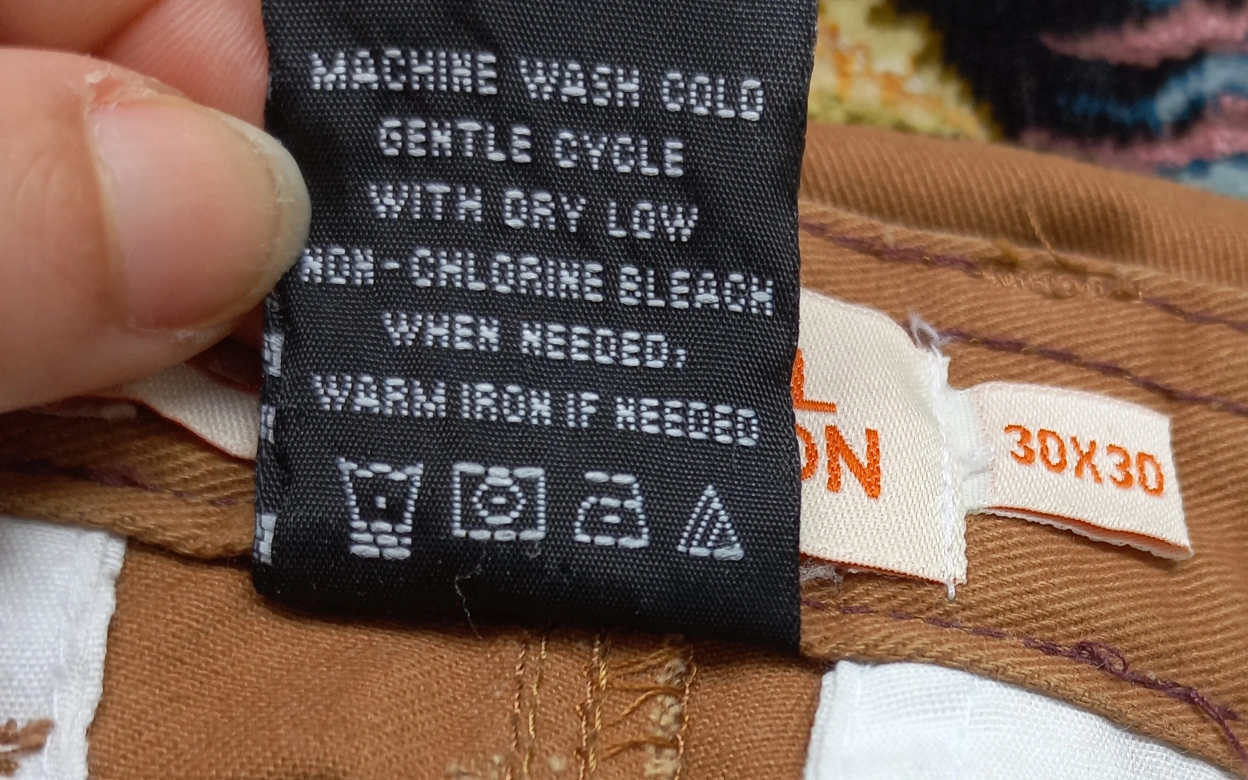 MACHINE WASH COLD
GENTLE CYCLE
WITH DRY LOW
NON-CHLORINE BLEACH
WHEN NEEDED;
WARM IRON IF NEEDED
30X30